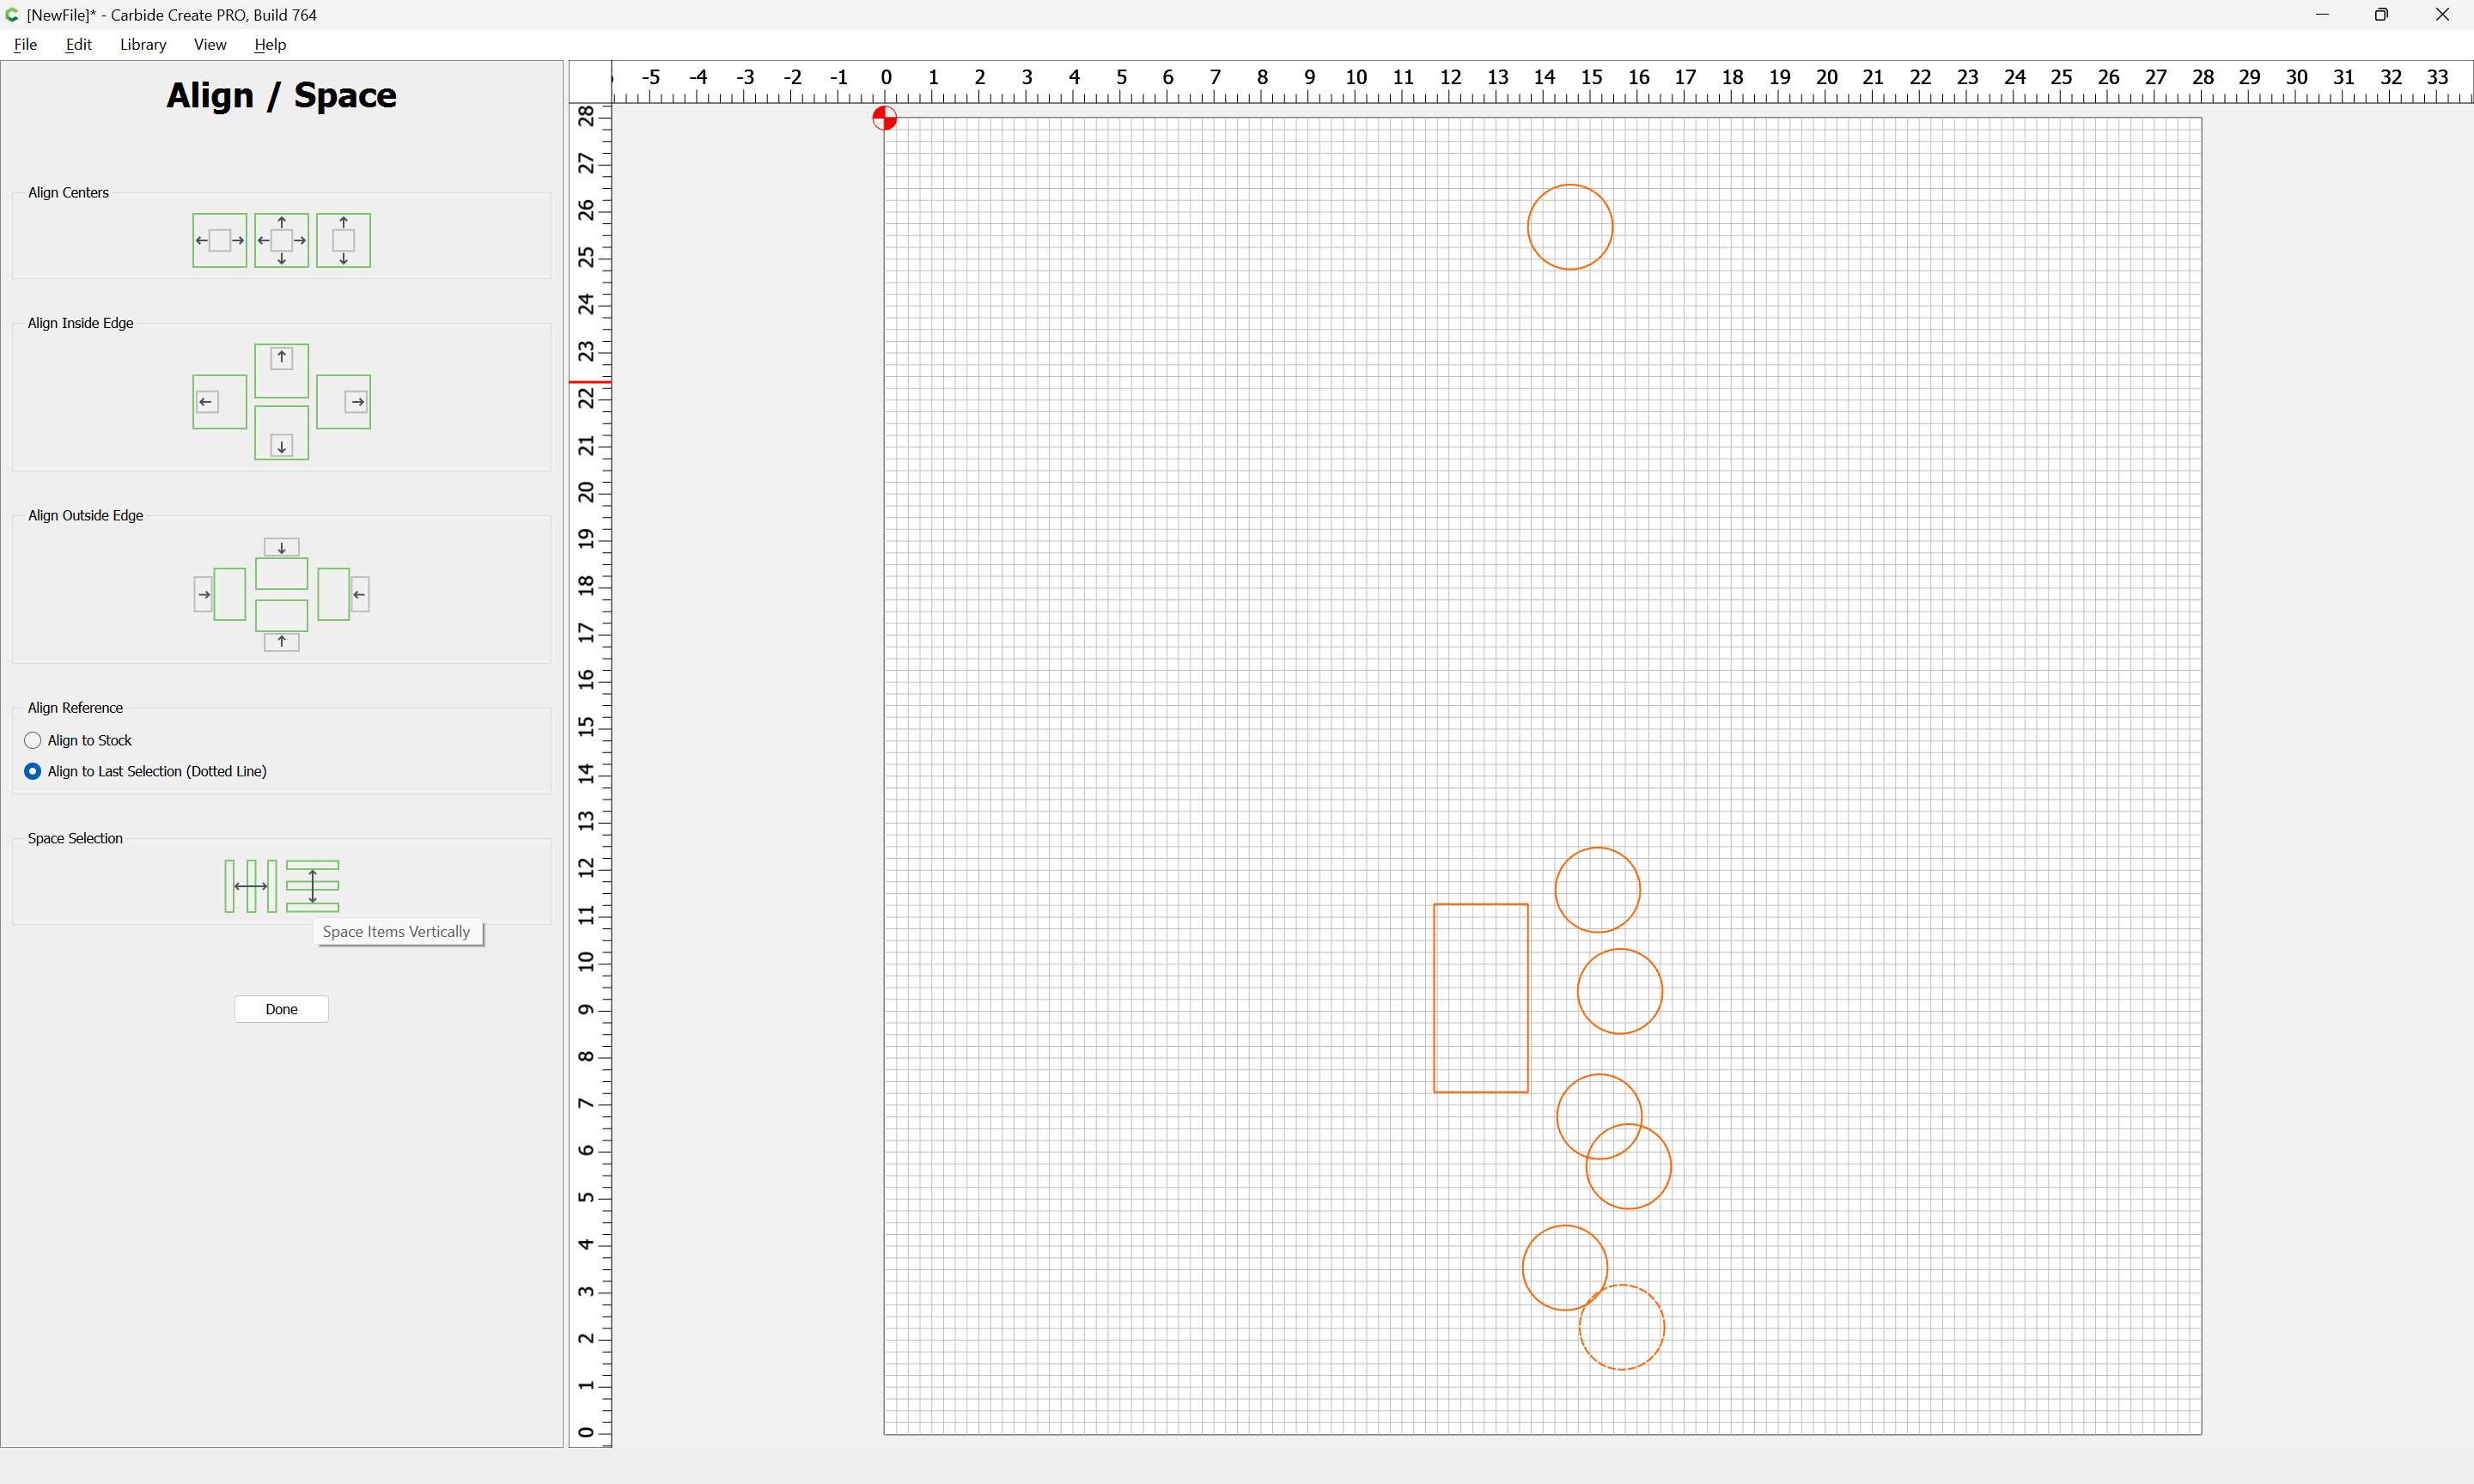 [NewFile]* - Carbide Create PRO, Build 764
File Edit Library View Help
Align / Space
-5 -4 -3 -2 -1 0 1 2 3 4 5 6 7 8 9 10 11 12 13 14 15 16 17 18 19 20 21 22 23 24 25 26 27 28 29 30 31 32 33
28
27
26
25
24
23
22
21
20
19
18
17
16
15
14
13
12
11
10
9
8
7
6
5
4
3
2
1
0
Align Centers
Align Inside Edge
Align Outside Edge
Align Reference
Align to Stock
Align to Last Selection (Dotted Line)
Space Selection
Space Items Vertically
Done